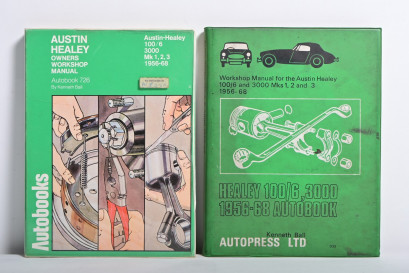 AUSTIN
HEALEY
OWNERS
WORKSHOP
MANUAL
Autobook 726
By Kenneth Ball
Austin-Healey
100/6
3000
Mk 1, 2, 3
1956-68
Autobooks
Workshop Manual for the Austin Healey
100/6 and 3000 Mks 1, 2 and 3
1956-68
HEALEY 100/6, 3000
1956-68 AUTOBOOK
Kenneth Ball
AUTOPRESS LTD